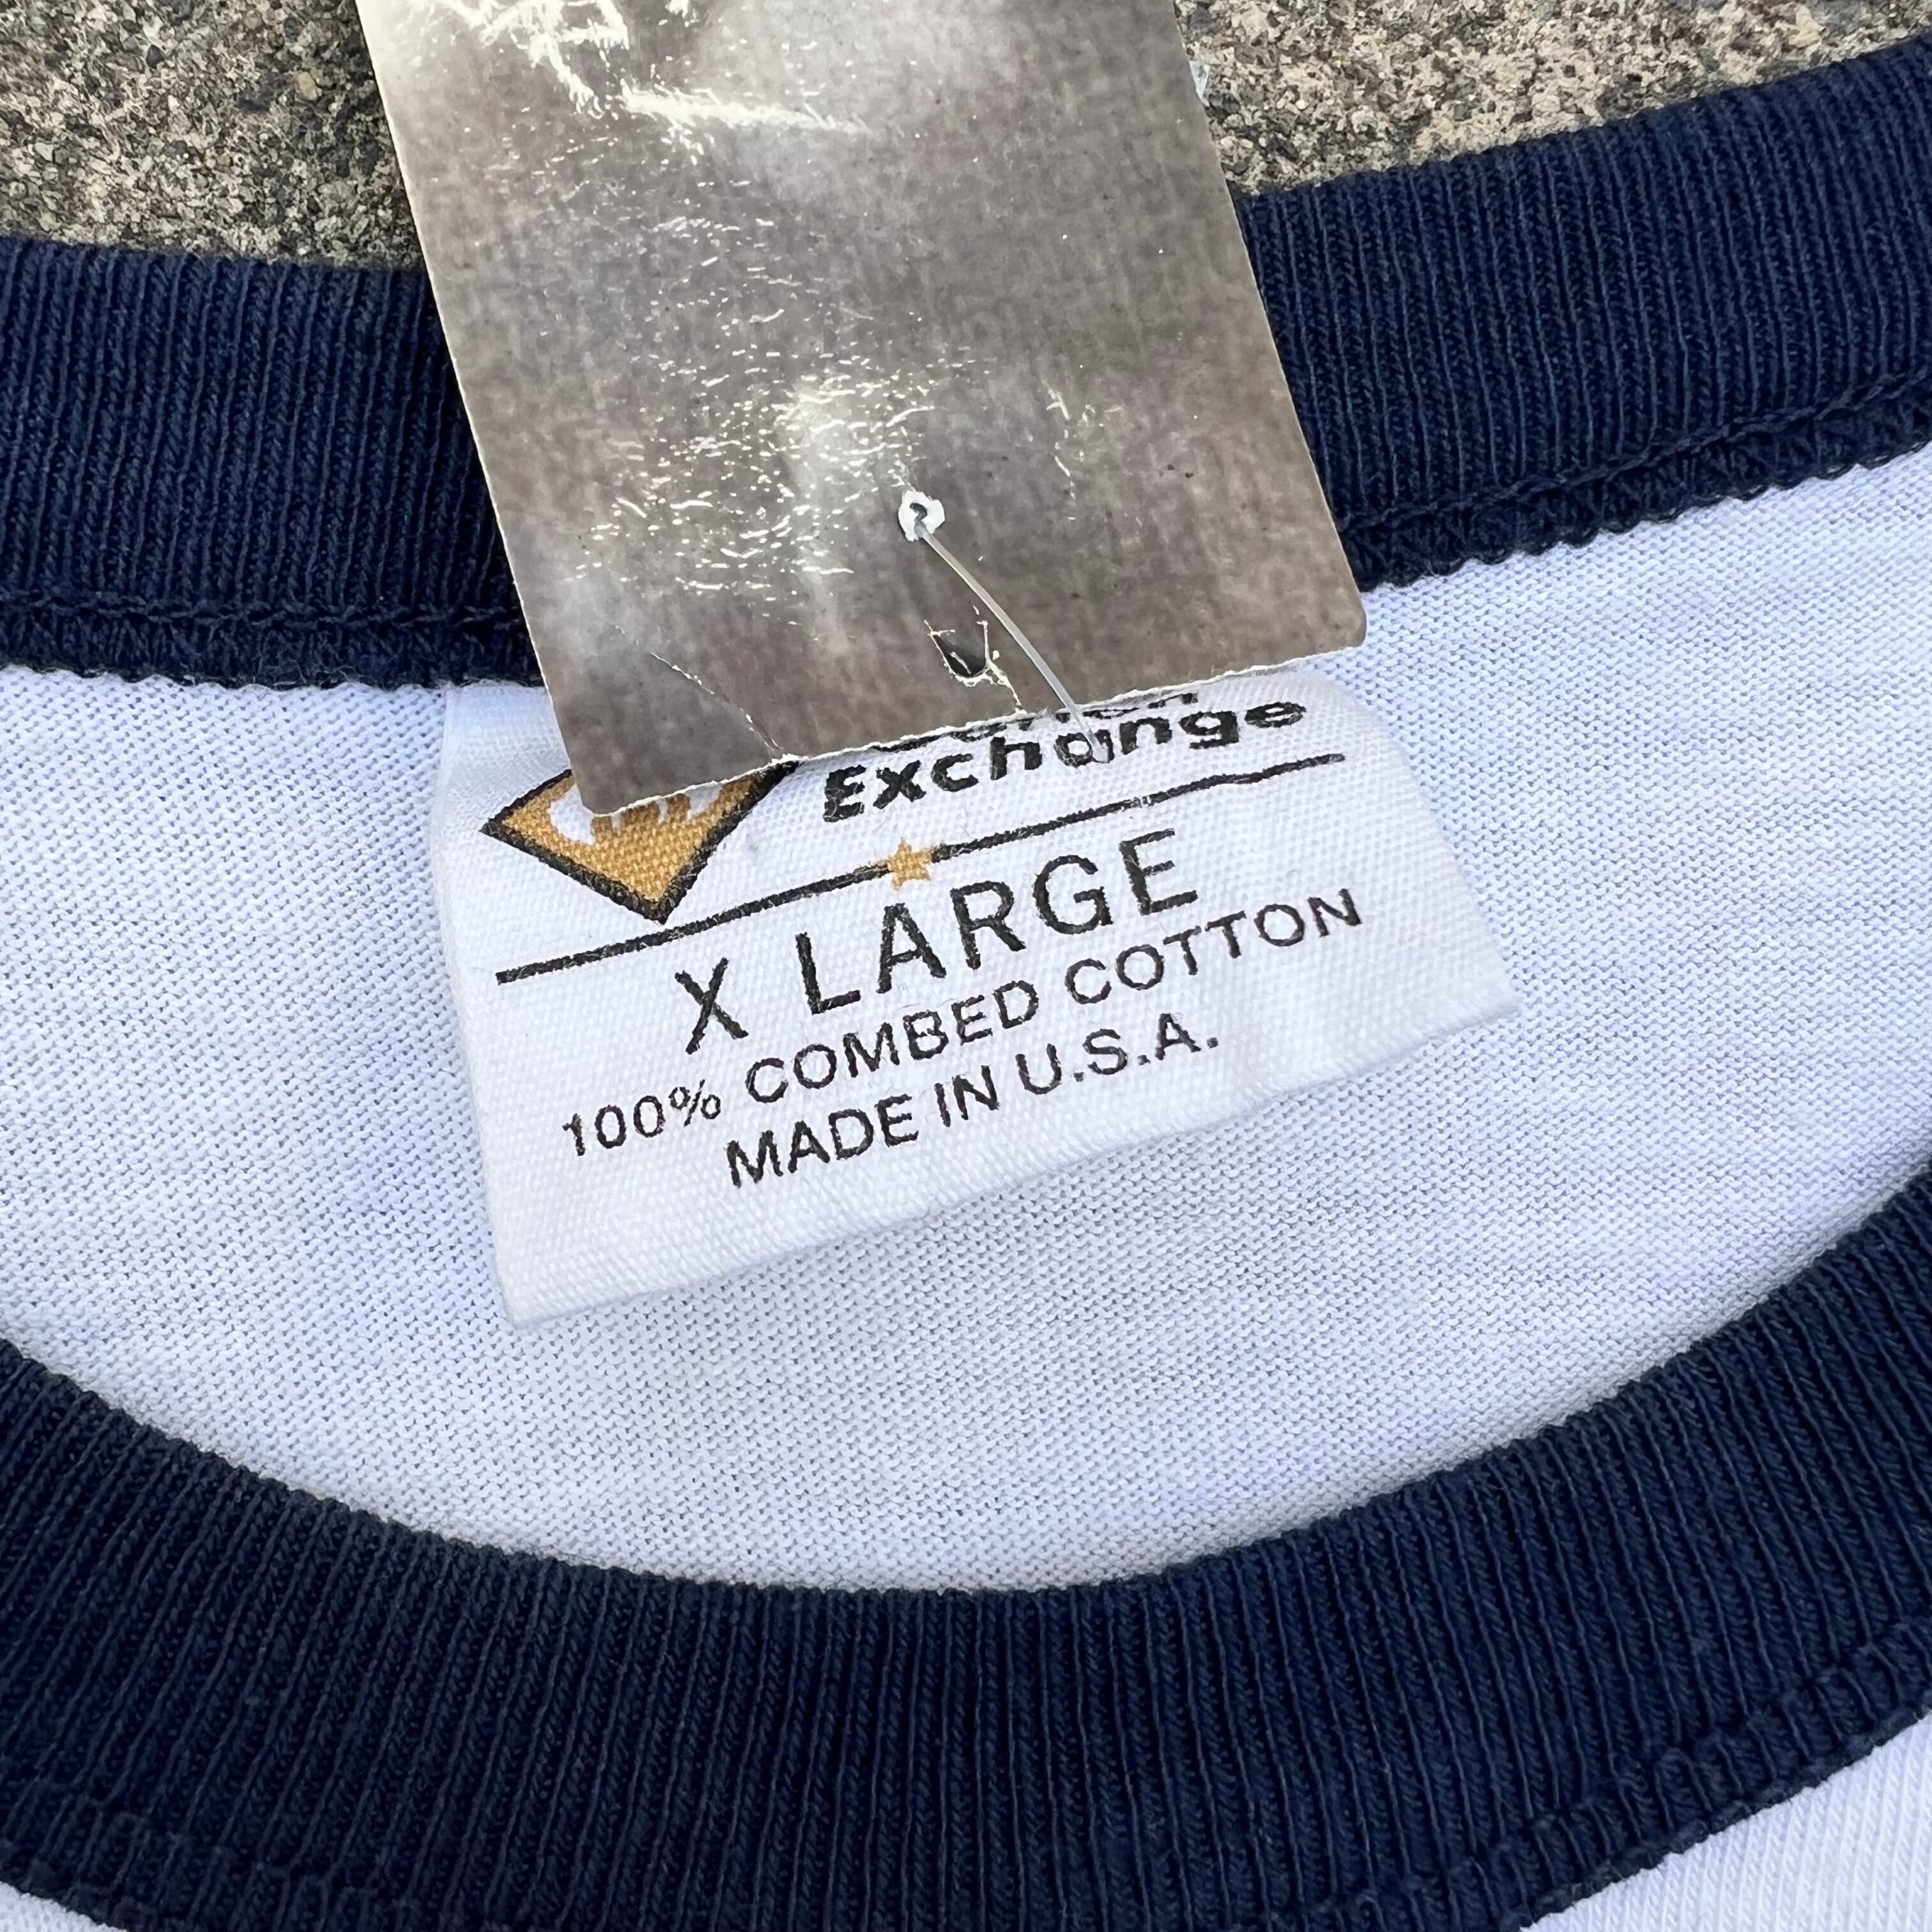 Exchange
X LARGE
100% COMBED COTTON
MADE IN U.S.A.